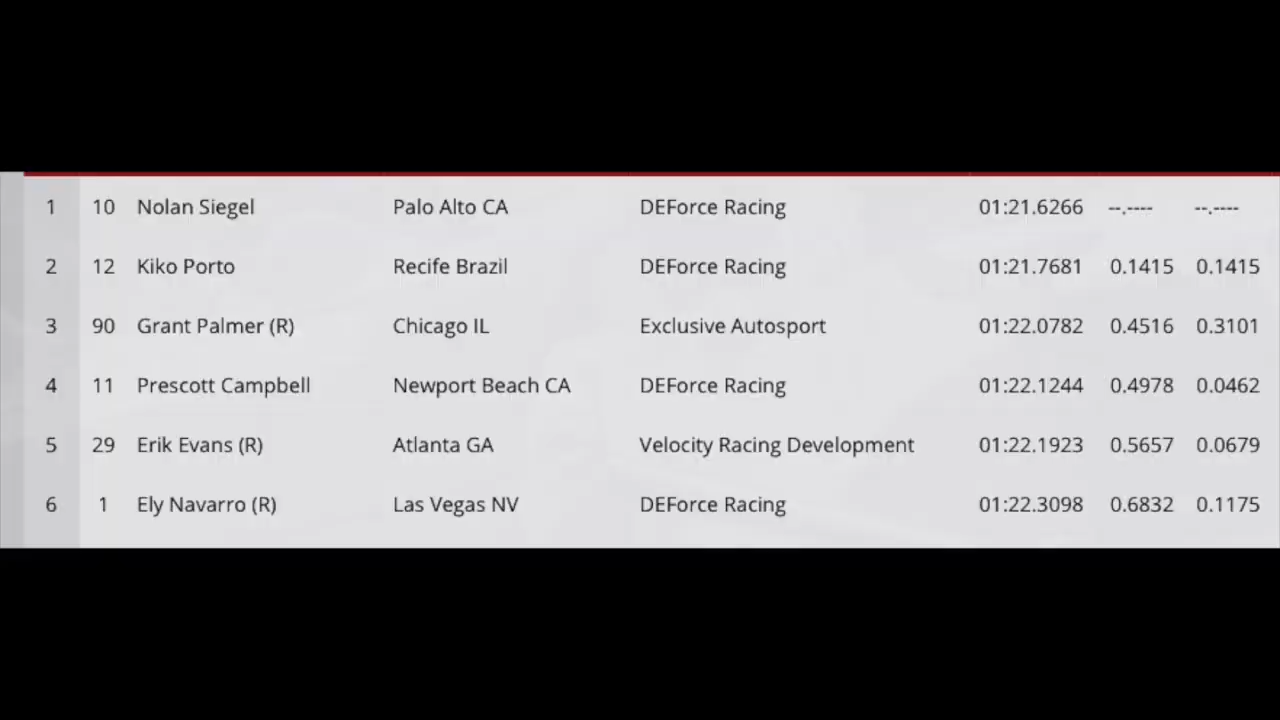 1 10 Nolan Siegel Palo Alto CA DEForce Racing 01:21.6266 --.---- --.----
2 12 Kiko Porto Recife Brazil DEForce Racing 01:21.7681 0.1415 0.1415
3 90 Grant Palmer (R) Chicago IL Exclusive Autosport 01:22.0782 0.4516 0.3101
4 11 Prescott Campbell Newport Beach CA DEForce Racing 01:22.1244 0.4978 0.0462
5 29 Erik Evans (R) Atlanta GA Velocity Racing Development 01:22.1923 0.5657 0.0679
6 1 Ely Navarro (R) Las Vegas NV DEForce Racing 01:22.3098 0.6832 0.1175